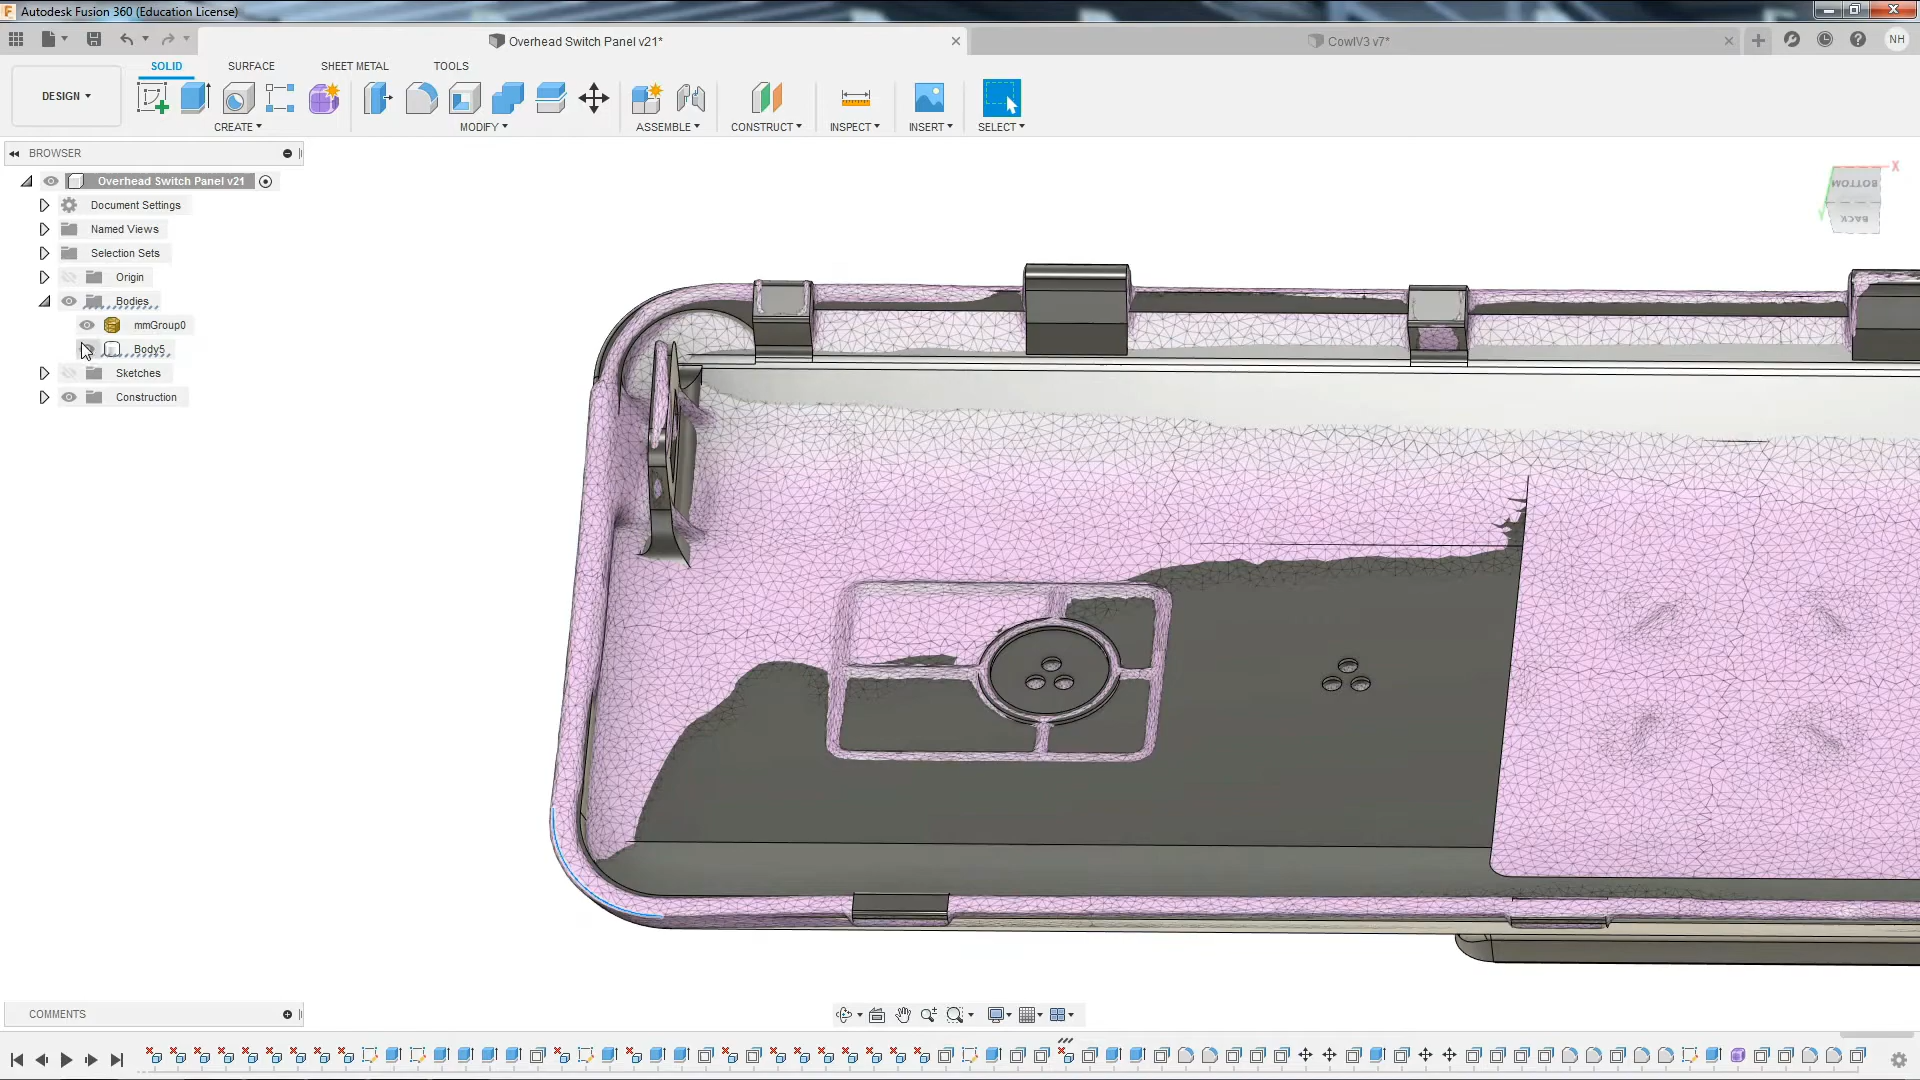 Autodesk Fusion 360 (Education License)
Overhead Switch Panel v21*
CowlV3 v7*
NH
DESIGN
SOLID SURFACE SHEET METAL TOOLS
CREATE MODIFY ASSEMBLE CONSTRUCT INSPECT INSERT SELECT
BROWSER
Overhead Switch Panel v21
Document Settings
Named Views
Selection Sets
Origin
Bodies
mmGroup0
Body5
Sketches
Construction
X
BOTTOM
BACK
Y
COMMENTS